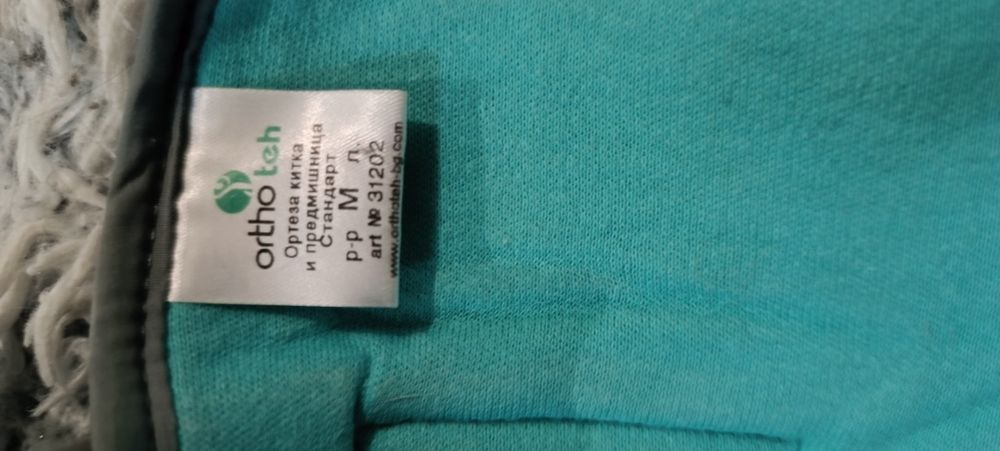 ortho teh
Ортеза китка
и предмишница
Стандарт
р-р M л.
art № 31202
www.orthoteh-bg.com